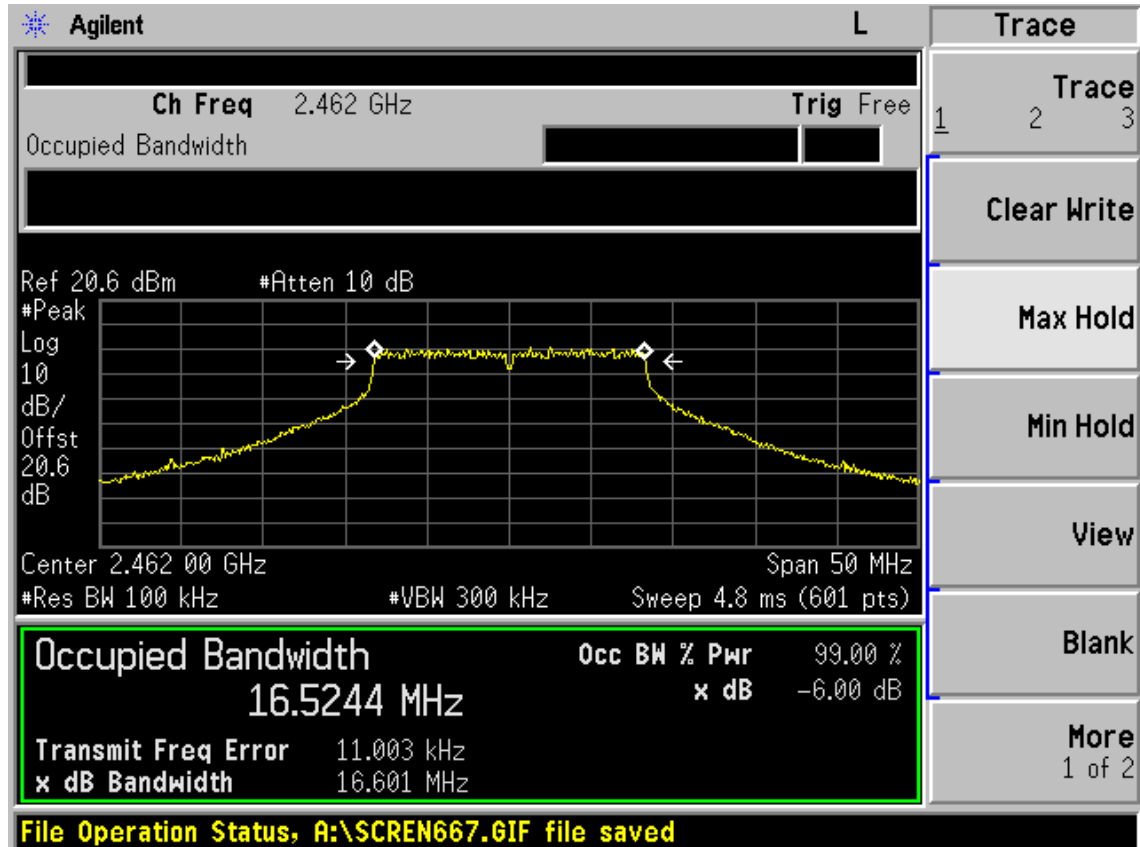 Agilent L Trace
Ch Freq 2.462 GHz Trig Free
Occupied Bandwidth
Trace
1 2 3
Clear Write
Max Hold
Min Hold
View
Blank
More
1 of 2
Ref 20.6 dBm #Atten 10 dB
#Peak
Log
10
dB/
Offst
20.6
dB
Center 2.462 00 GHz Span 50 MHz
#Res BW 100 kHz #VBW 300 kHz Sweep 4.8 ms (601 pts)
Occupied Bandwidth Occ BW % Pwr 99.00 %
16.5244 MHz x dB -6.00 dB
Transmit Freq Error 11.003 kHz
x dB Bandwidth 16.601 MHz
File Operation Status, A:\SCREN667.GIF file saved